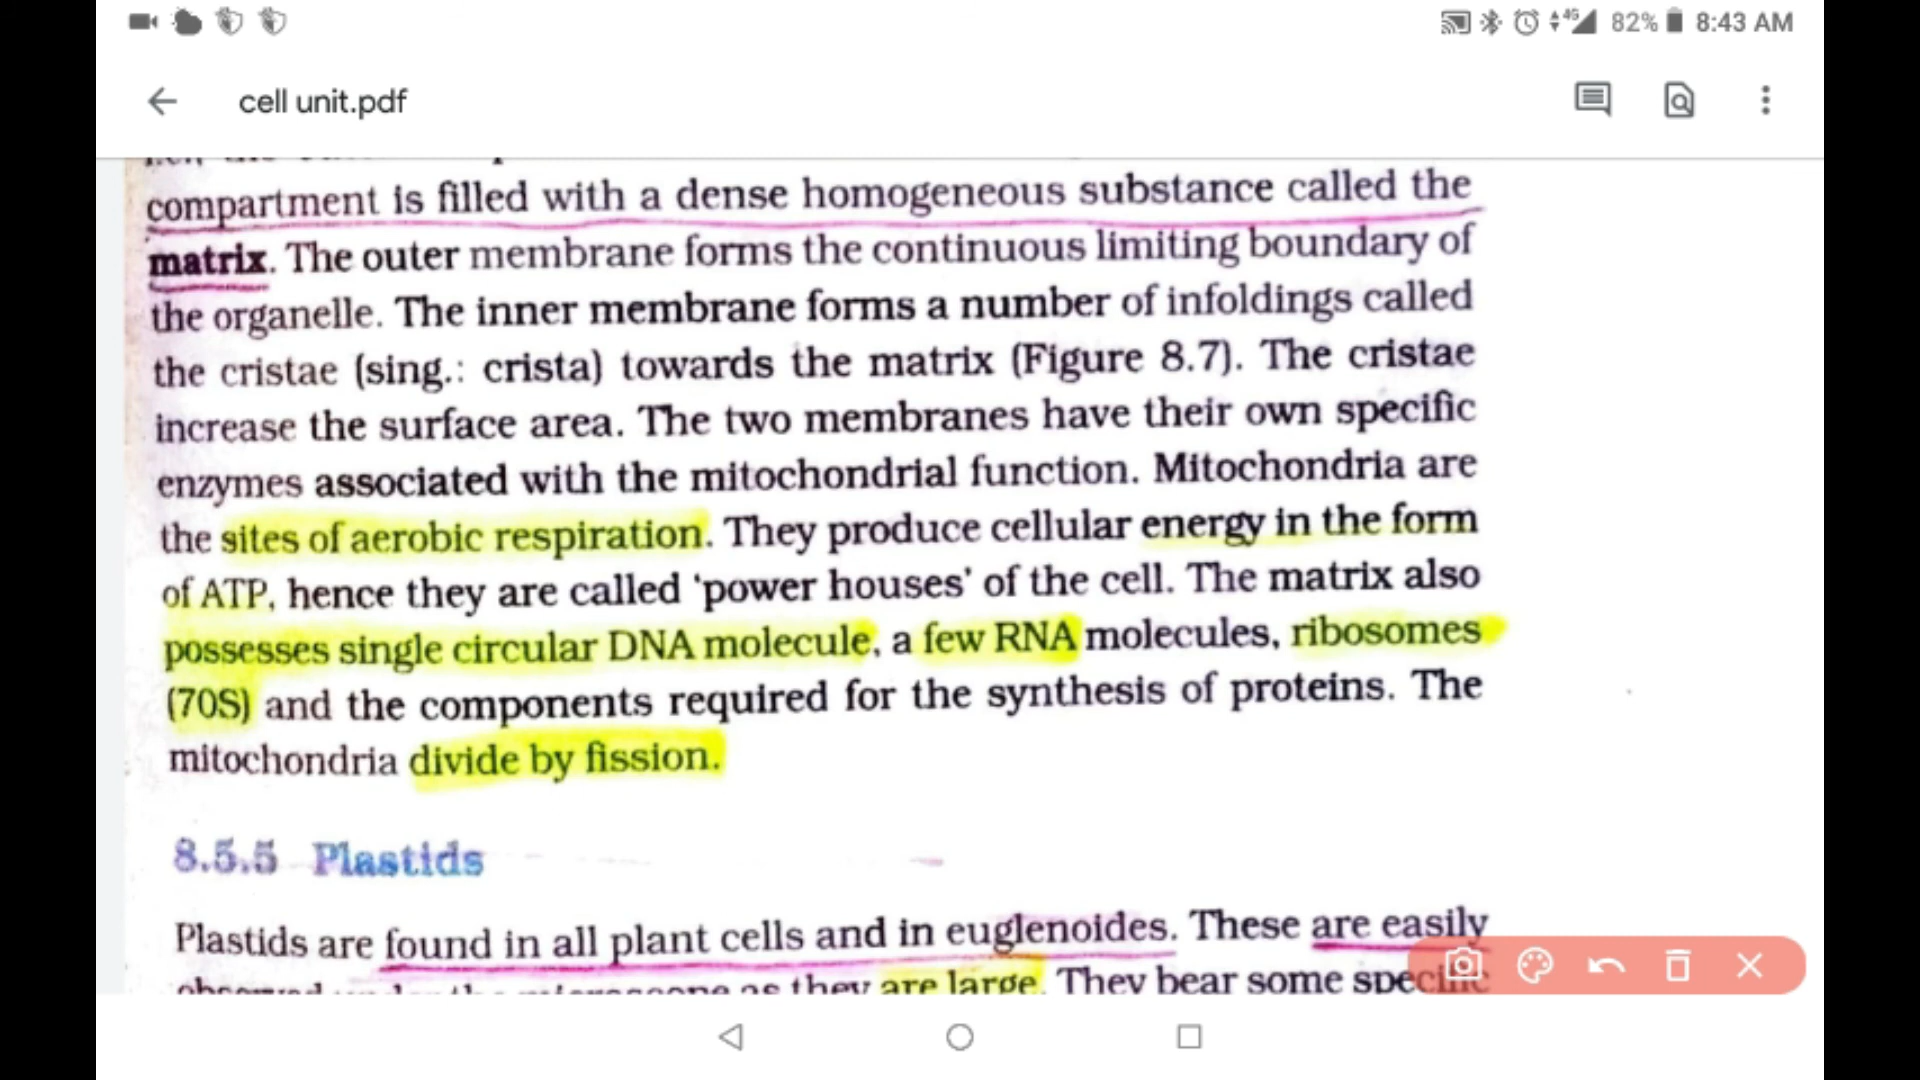 82% 8:43 AM
cell unit.pdf
compartment is filled with a dense homogeneous substance called the
matrix. The outer membrane forms the continuous limiting boundary of
the organelle. The inner membrane forms a number of infoldings called
the cristae (sing.: crista) towards the matrix (Figure 8.7). The cristae
increase the surface area. The two membranes have their own specific
enzymes associated with the mitochondrial function. Mitochondria are
the sites of aerobic respiration. They produce cellular energy in the form
of ATP, hence they are called 'power houses' of the cell. The matrix also
possesses single circular DNA molecule, a few RNA molecules, ribosomes
(70S) and the components required for the synthesis of proteins. The
mitochondria divide by fission.
8.5.5 Plastids
Plastids are found in all plant cells and in euglenoides. These are easily
observed under the microscope as they are large. They bear some specific